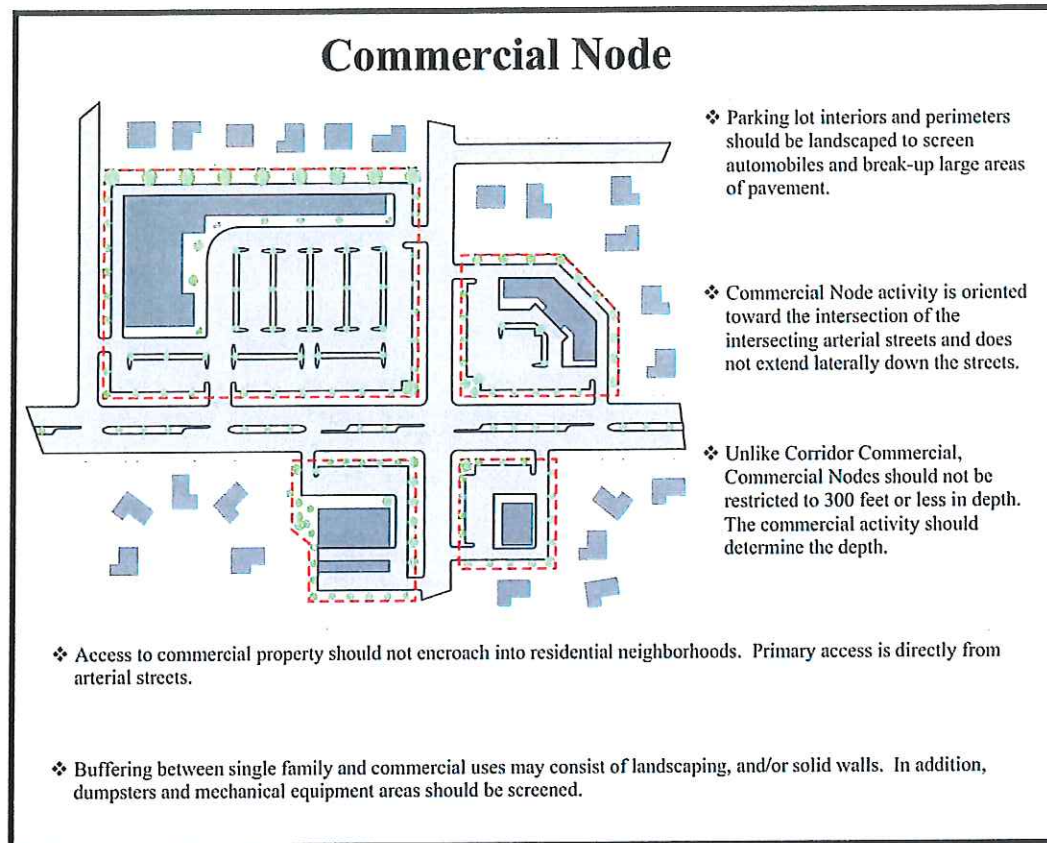 Commercial Node
❖ Parking lot interiors and perimeters
should be landscaped to screen
automobiles and break-up large areas
of pavement.
❖ Commercial Node activity is oriented
toward the intersection of the
intersecting arterial streets and does
not extend laterally down the streets.
❖ Unlike Corridor Commercial,
Commercial Nodes should not be
restricted to 300 feet or less in depth.
The commercial activity should
determine the depth.
❖ Access to commercial property should not encroach into residential neighborhoods. Primary access is directly from
arterial streets.
❖ Buffering between single family and commercial uses may consist of landscaping, and/or solid walls. In addition,
dumpsters and mechanical equipment areas should be screened.